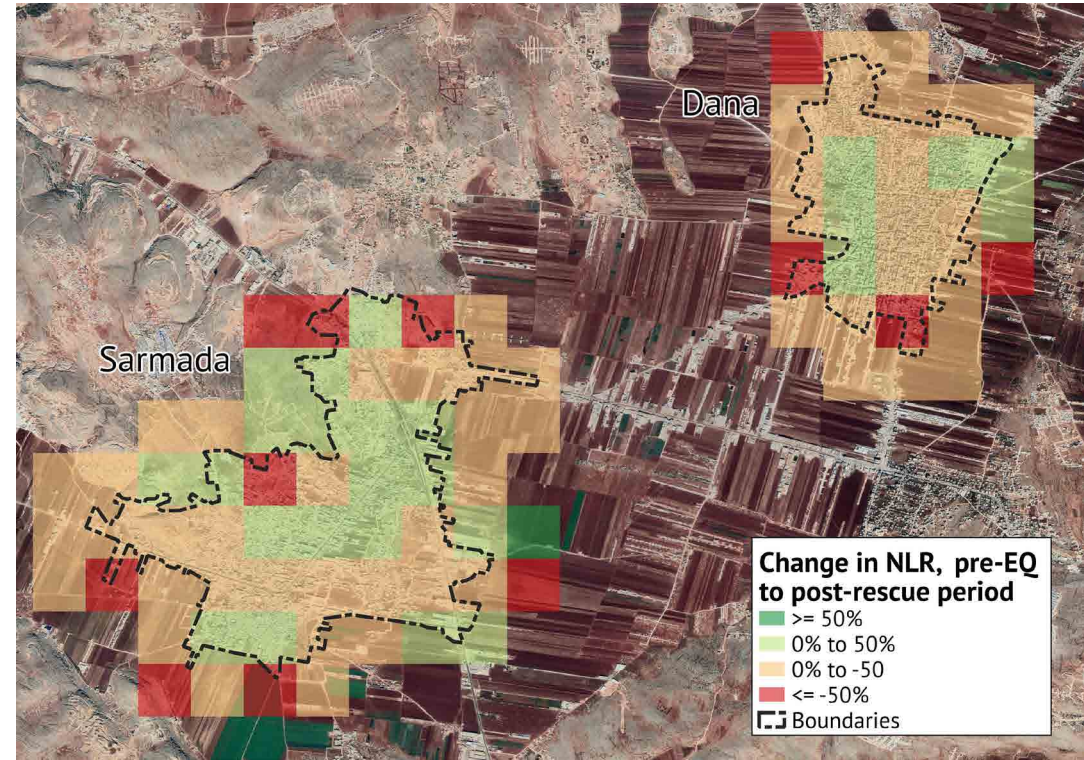 Dana
Sarmada
Change in NLR, pre-EQ
to post-rescue period
>= 50%
0% to 50%
0% to -50
<= -50%
Boundaries